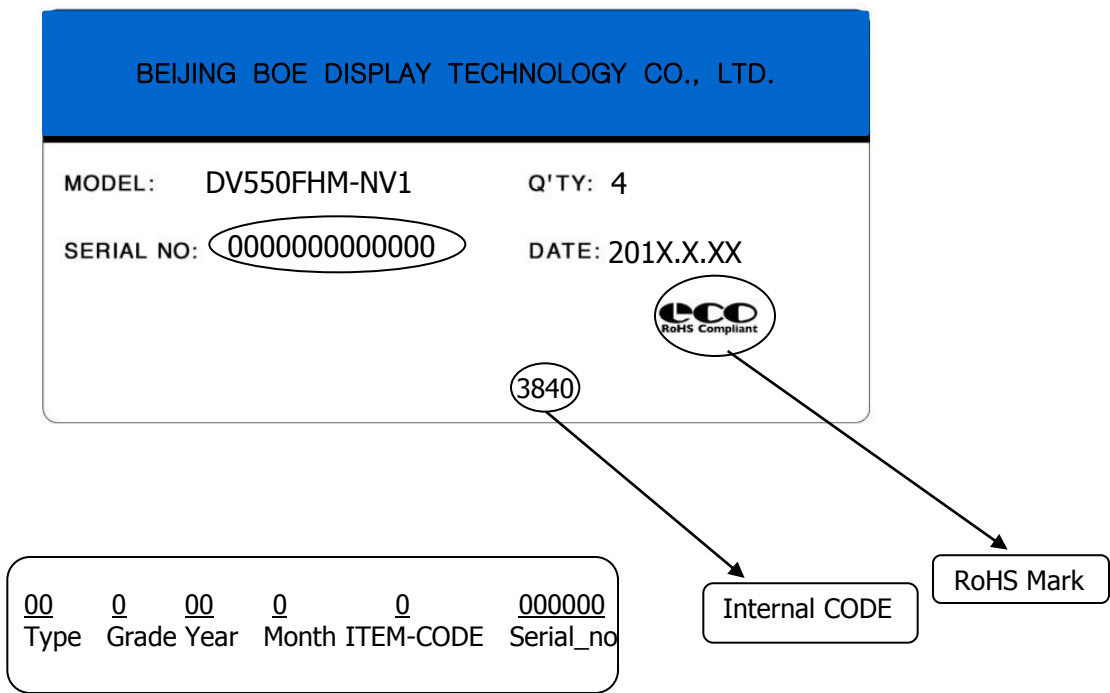 BEIJING BOE DISPLAY TECHNOLOGY CO., LTD.
MODEL: DV550FHM-NV1 Q'TY: 4
SERIAL NO: 0000000000000 DATE: 201X.X.XX
eco
RoHS Compliant
3840
RoHS Mark
Internal CODE
00 0 00 0 0 000000
Type Grade Year Month ITEM-CODE Serial_no